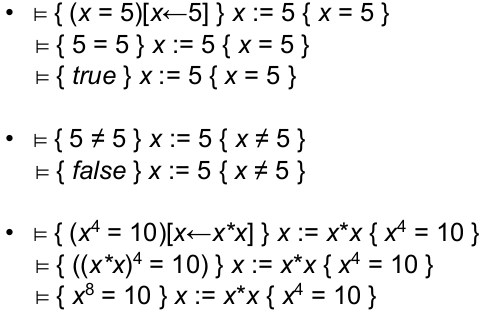 • ⊨ { (x = 5)[x←5] } x := 5 { x = 5 }
⊨ { 5 = 5 } x := 5 { x = 5 }
⊨ { true } x := 5 { x = 5 }
• ⊨ { 5 ≠ 5 } x := 5 { x ≠ 5 }
⊨ { false } x := 5 { x ≠ 5 }
• ⊨ { (x⁴ = 10)[x←x*x] } x := x*x { x⁴ = 10 }
⊨ { ((x*x)⁴ = 10) } x := x*x { x⁴ = 10 }
⊨ { x⁸ = 10 } x := x*x { x⁴ = 10 }